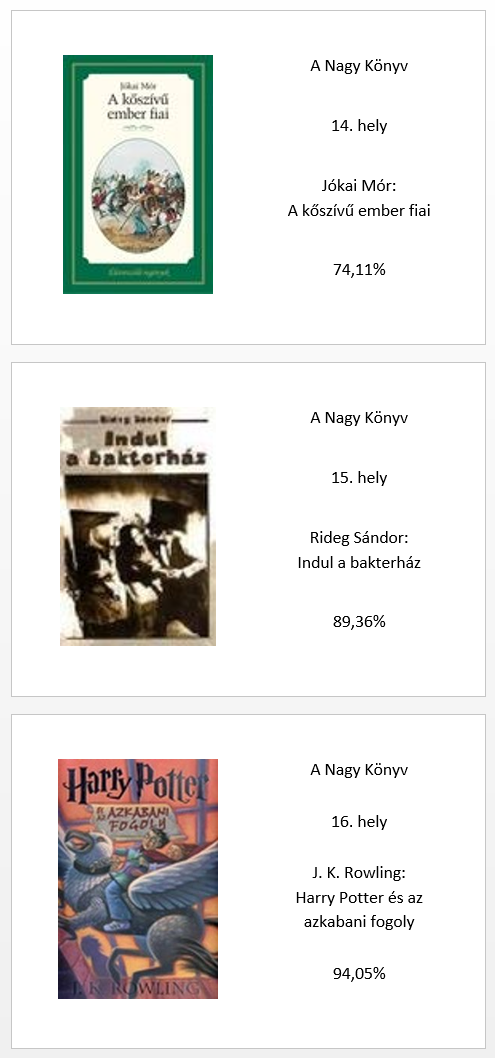 Jókai Mór
A kőszívű
ember fiai
A Nagy Könyv
14. hely
Jókai Mór:
A kőszívű ember fiai
74,11%
Rideg Sándor
Indul
a bakterház
A Nagy Könyv
15. hely
Rideg Sándor:
Indul a bakterház
89,36%
Harry Potter
ÉS AZ
AZKABANI
FOGOLY
J. K. ROWLING
A Nagy Könyv
16. hely
J. K. Rowling:
Harry Potter és az
azkabani fogoly
94,05%